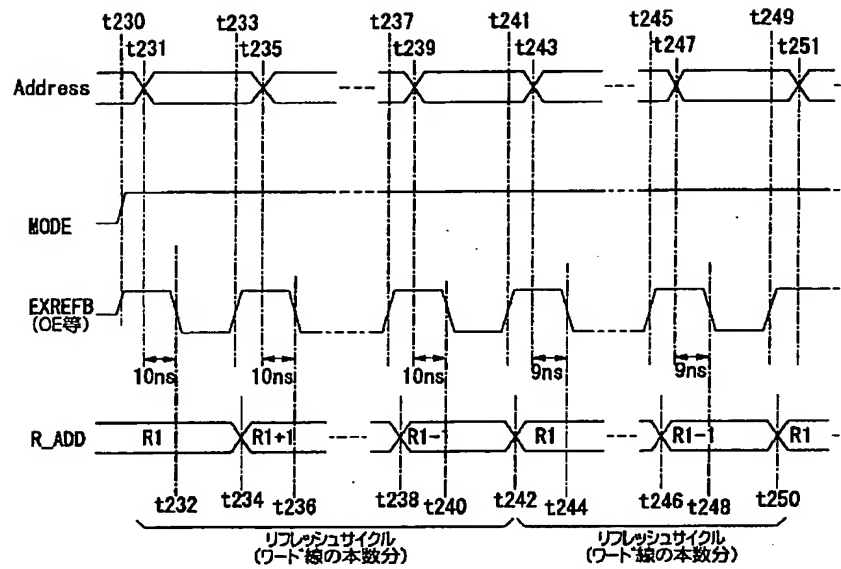 t230 t233 t237 t241 t245 t249
t231 t235 t239 t243 t247 t251
Address
MODE
EXREFB
(OE等)
10ns 10ns 10ns 9ns 9ns
R_ADD R1 R1+1 R1-1 R1 R1-1 R1
t232 t234 t236 t238 t240 t242 t244 t246 t248 t250
リフレッシュサイクル リフレッシュサイクル
(ワード線の本数分) (ワード線の本数分)